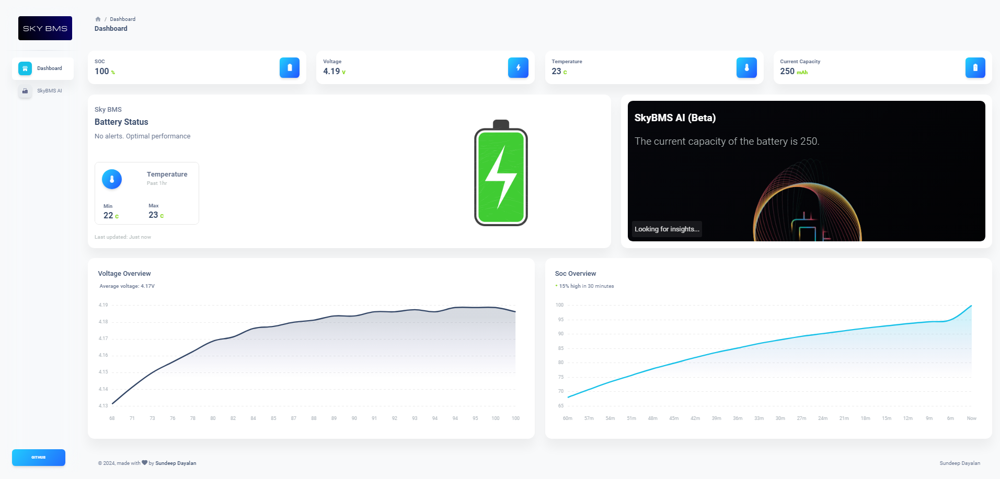 SKY BMS
/ Dashboard
Dashboard
Dashboard
SkyBMS AI
SOC
100 %
Voltage
4.19 V
Temperature
23 C
Current Capacity
250 mAh
Sky BMS
Battery Status
No alerts. Optimal performance
Temperature
Past 1hr
Min
22 C
Max
23 C
Last updated: Just now
SkyBMS AI (Beta)
The current capacity of the battery is 250.
Looking for insights...
Voltage Overview
Average voltage: 4.17V
4.19
4.18
4.17
4.16
4.15
4.14
4.13
68 71 73 76 78 80 82 84 85 87 88 89 90 91 92 93 94 94 95 100 100
Soc Overview
* 15% high in 30 minutes
100
95
90
85
80
75
70
65
60m 57m 54m 51m 48m 45m 42m 39m 36m 33m 30m 27m 24m 21m 18m 15m 12m 9m 6m Now
GITHUB
© 2024, made with by Sundeep Dayalan
Sundeep Dayalan